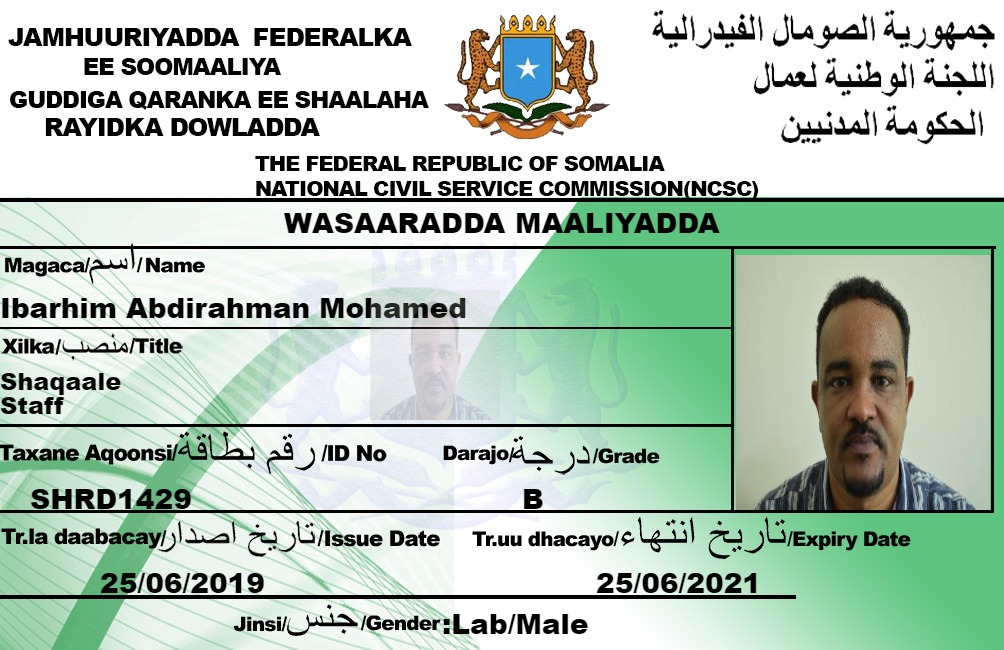 JAMHUURIYADDA FEDERALKA
EE SOOMAALIYA
GUDDIGA QARANKA EE SHAALAHA
RAYIDKA DOWLADDA
جمهورية الصومال الفيدرالية
اللجنة الوطنية لعمال
الحكومة المدنيين
THE FEDERAL REPUBLIC OF SOMALIA
NATIONAL CIVIL SERVICE COMMISSION(NCSC)
WASAARADDA MAALIYADDA
Magaca/اسم/Name
Ibarhim Abdirahman Mohamed
Xilka/منصب/Title
Shaqaale
Staff
Taxane Aqoonsi/رقم بطاقة/ID No
Darajo/درجة/Grade
SHRD1429
B
Tr.la daabacay/تاريخ اصدار/Issue Date
Tr.uu dhacayo/تاريخ انتهاء/Expiry Date
25/06/2019
25/06/2021
Jinsi/جنس/Gender:Lab/Male